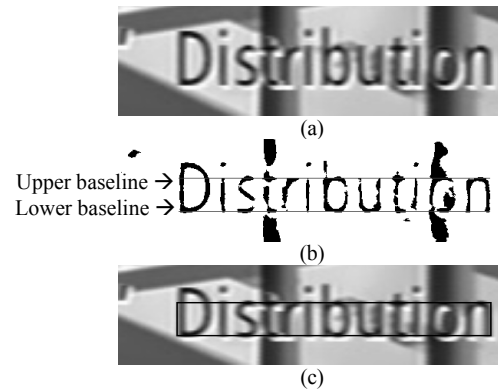 Distribution
(a)
Upper baseline →
Distribution
Lower baseline →
(b)
Distribution
(c)